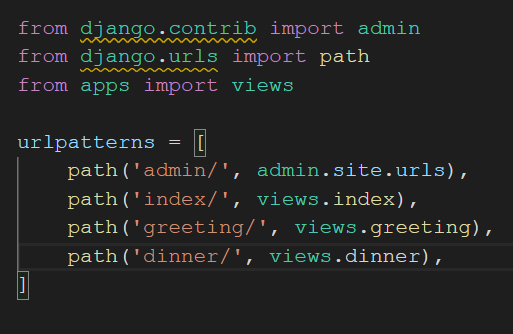 from django.contrib import admin
from django.urls import path
from apps import views
urlpatterns = [
    path('admin/', admin.site.urls),
    path('index/', views.index),
    path('greeting/', views.greeting),
    path('dinner/', views.dinner),
]